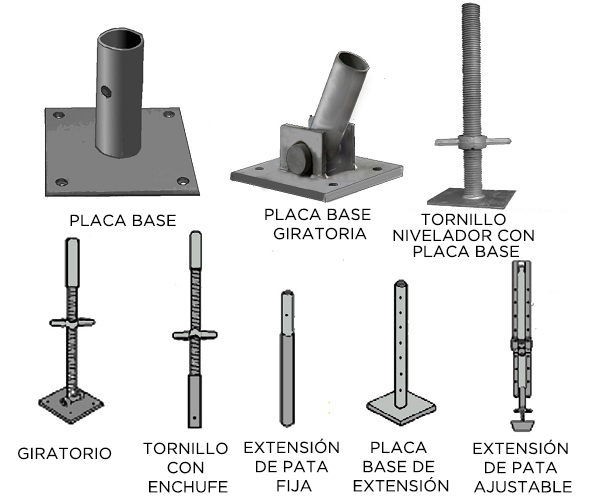 PLACA BASE
PLACA BASE
GIRATORIA
TORNILLO
NIVELADOR CON
PLACA BASE
GIRATORIO
TORNILLO
CON
ENCHUFE
EXTENSIÓN
DE PATA
FIJA
PLACA
BASE DE
EXTENSIÓN
EXTENSIÓN
DE PATA
AJUSTABLE